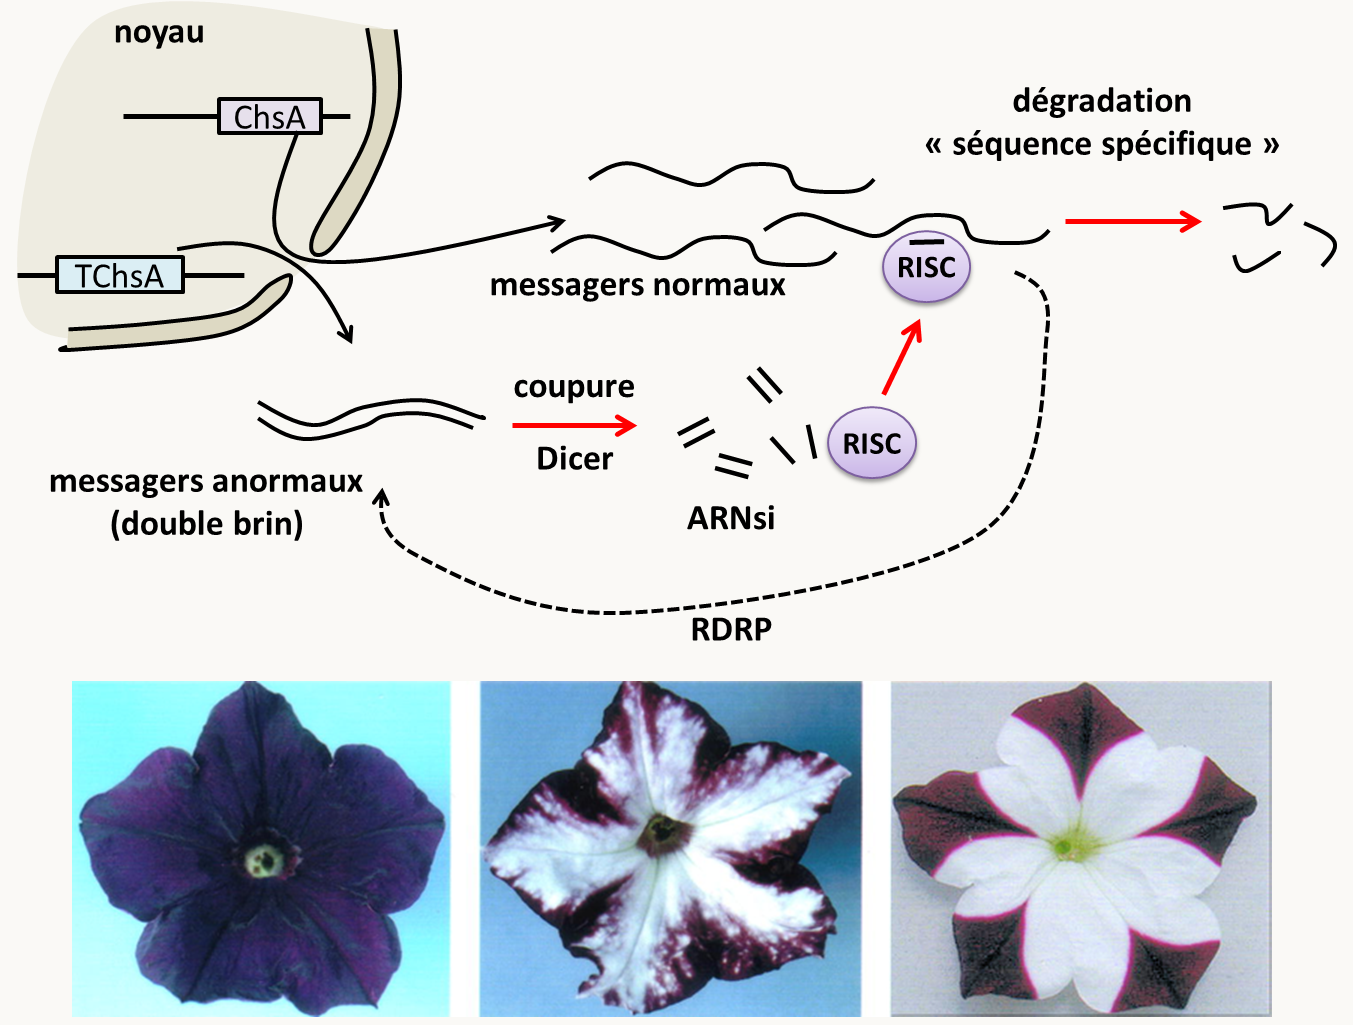 noyau
ChsA
TChsA
dégradation
« séquence spécifique »
messagers normaux
RISC
coupure
Dicer
RISC
messagers anormaux
(double brin)
ARNsi
RDRP